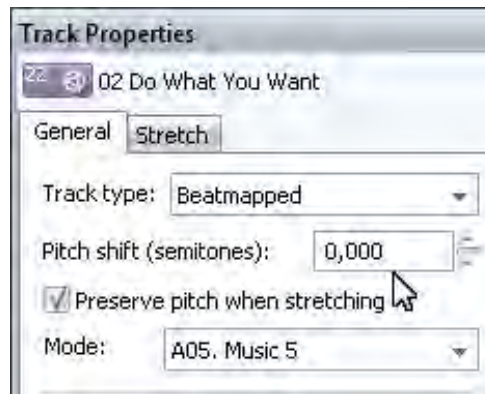 Track Properties
22 02 Do What You Want
General Stretch
Track type: Beatmapped
Pitch shift (semitones): 0,000
Preserve pitch when stretching
Mode: A05. Music 5